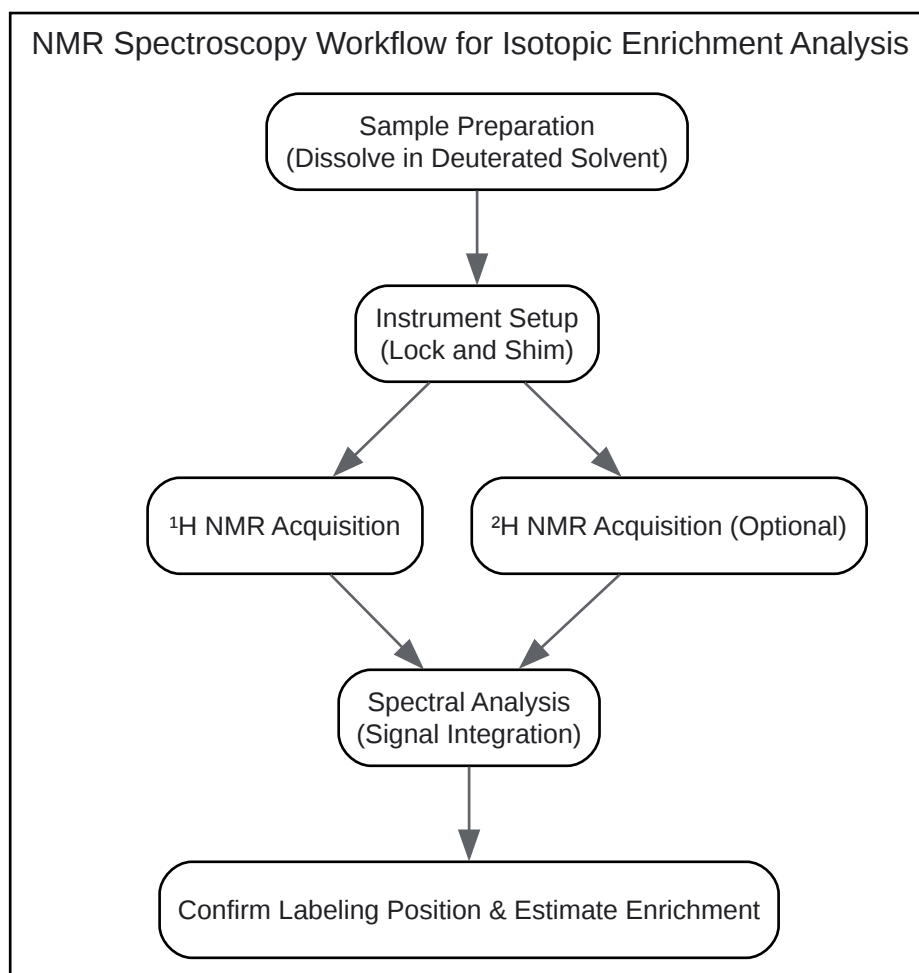 NMR Spectroscopy Workflow for Isotopic Enrichment Analysis
Sample Preparation
(Dissolve in Deuterated Solvent)
Instrument Setup
(Lock and Shim)
¹H NMR Acquisition
²H NMR Acquisition (Optional)
Spectral Analysis
(Signal Integration)
Confirm Labeling Position & Estimate Enrichment